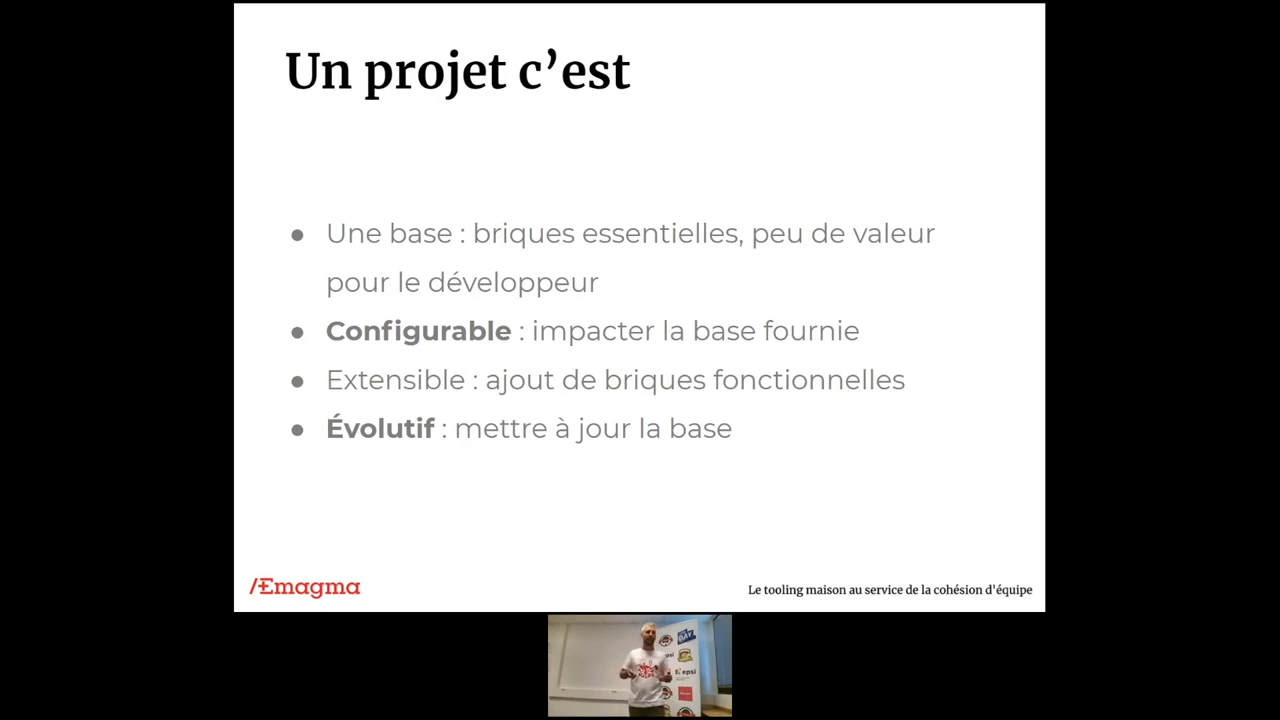 Un projet c’est
● Une base : briques essentielles, peu de valeur
pour le développeur
● Configurable : impacter la base fournie
● Extensible : ajout de briques fonctionnelles
● Évolutif : mettre à jour la base
/Emagma
Le tooling maison au service de la cohésion d'équipe
epsi